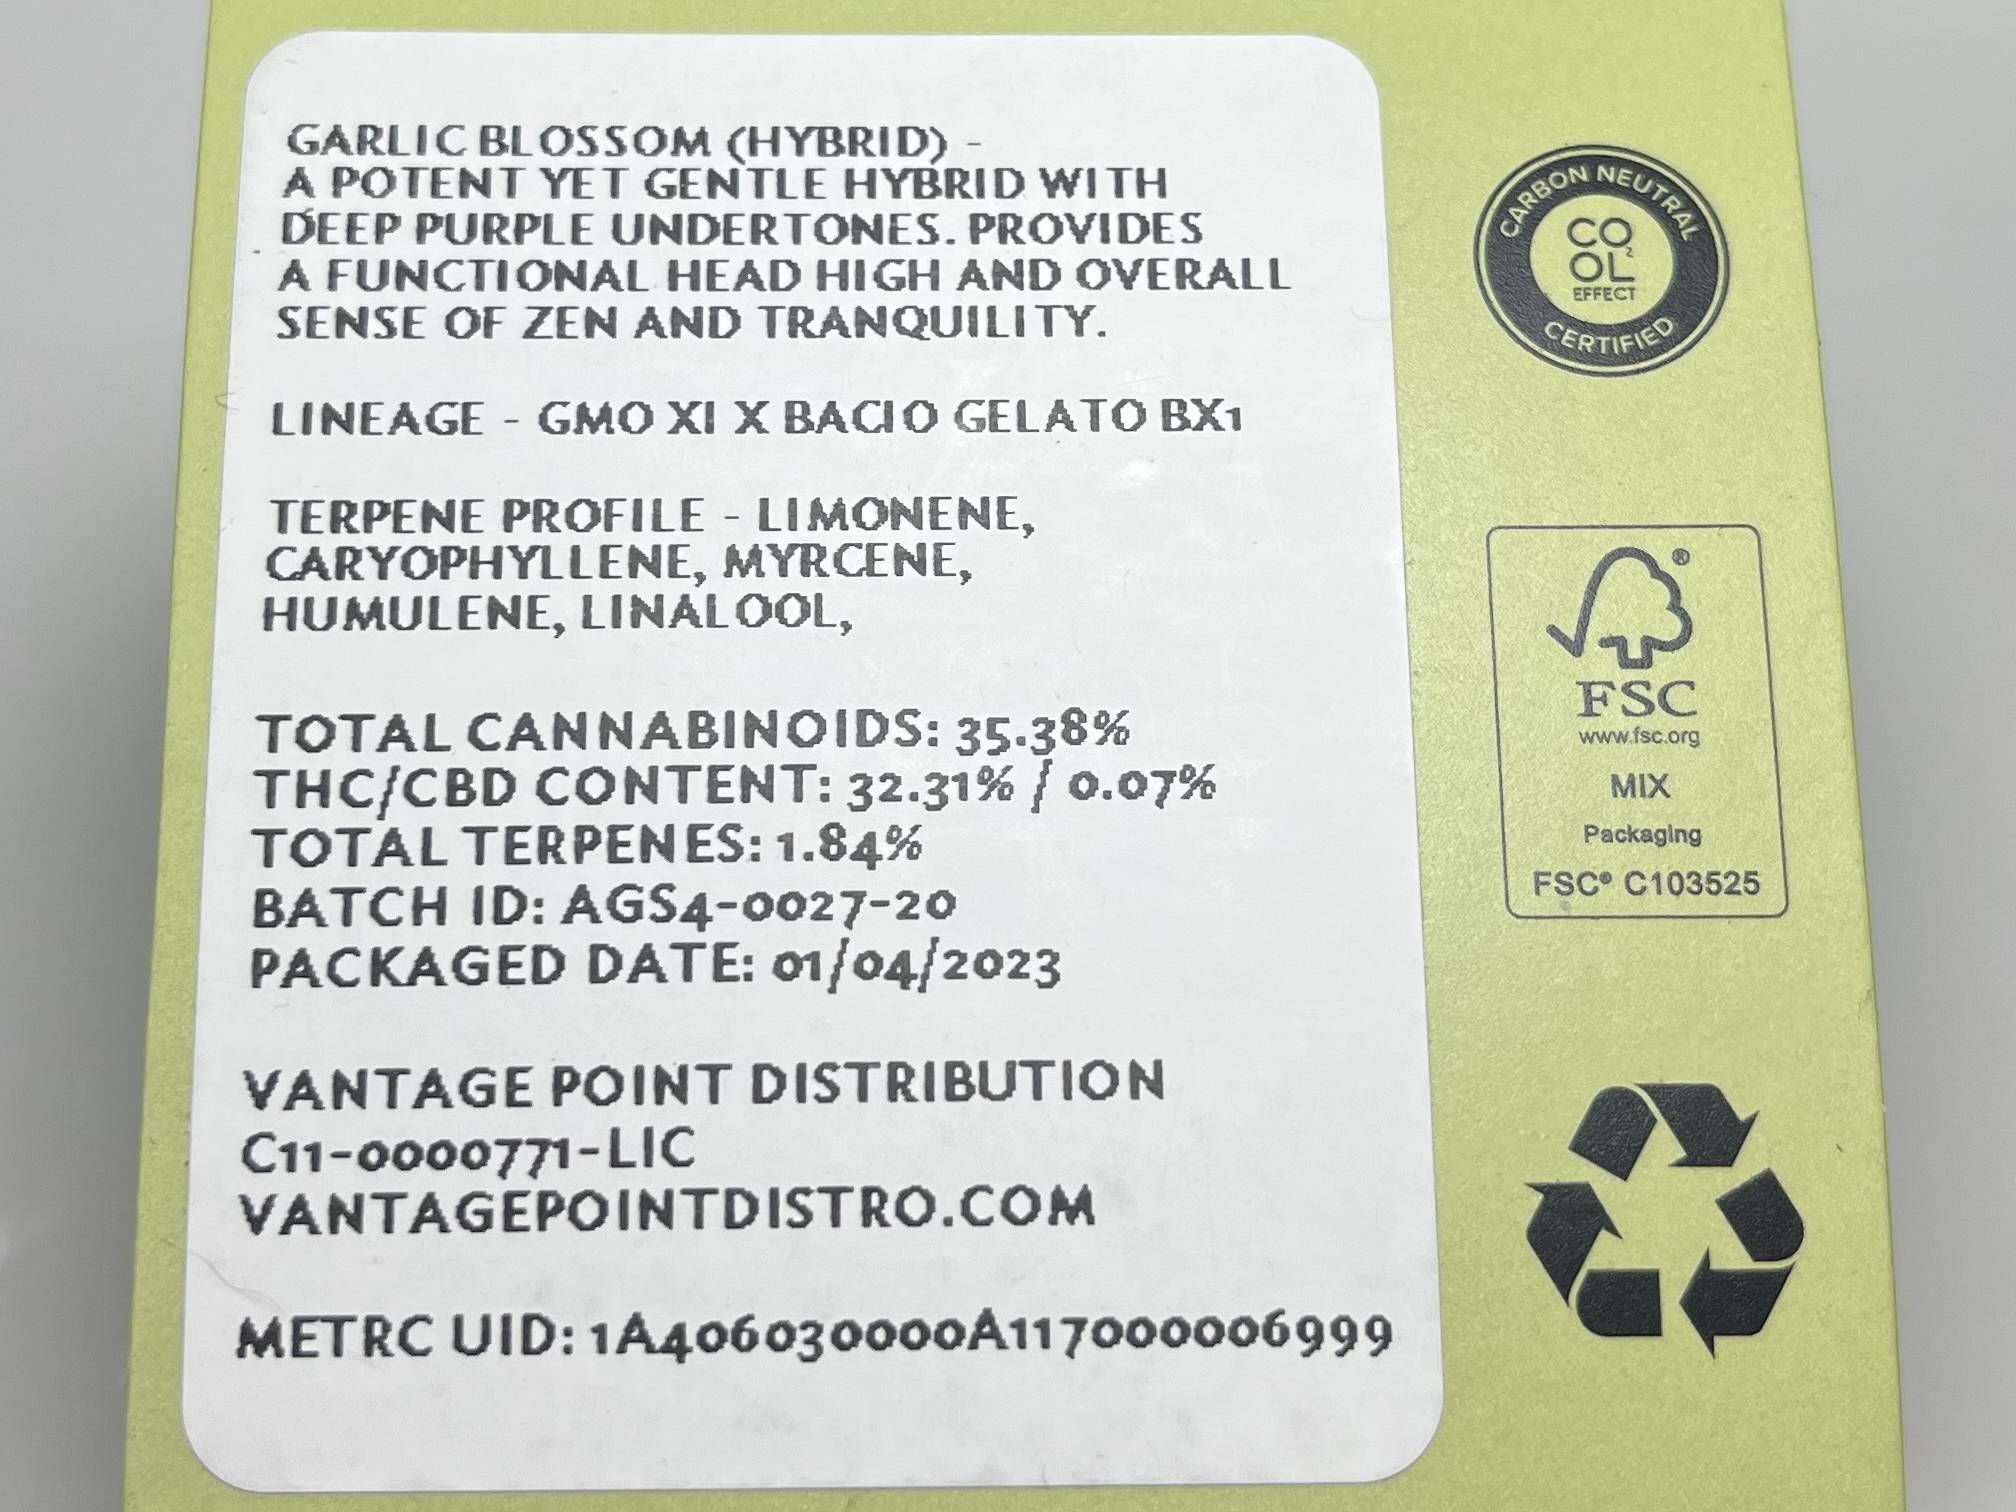 GARLIC BLOSSOM (HYBRID) -
A POTENT YET GENTLE HYBRID WITH
DEEP PURPLE UNDERTONES. PROVIDES
A FUNCTIONAL HEAD HIGH AND OVERALL
SENSE OF ZEN AND TRANQUILITY.
LINEAGE - GMO XI X BACIO GELATO BX1
TERPENE PROFILE - LIMONENE,
CARYOPHYLLENE, MYRCENE,
HUMULENE, LINALOOL,
TOTAL CANNABINOIDS: 35.38%
THC/CBD CONTENT: 32.31% / 0.07%
TOTAL TERPENES: 1.84%
BATCH ID: AGS4-0027-20
PACKAGED DATE: 01/04/2023
VANTAGE POINT DISTRIBUTION
C11-0000771-LIC
VANTAGEPOINTDISTRO.COM
METRC UID: 1A406030000A117000006999
CARBON NEUTRAL
CO2
OL
EFFECT
CERTIFIED
®
FSC
www.fsc.org
MIX
Packaging
FSC® C103525